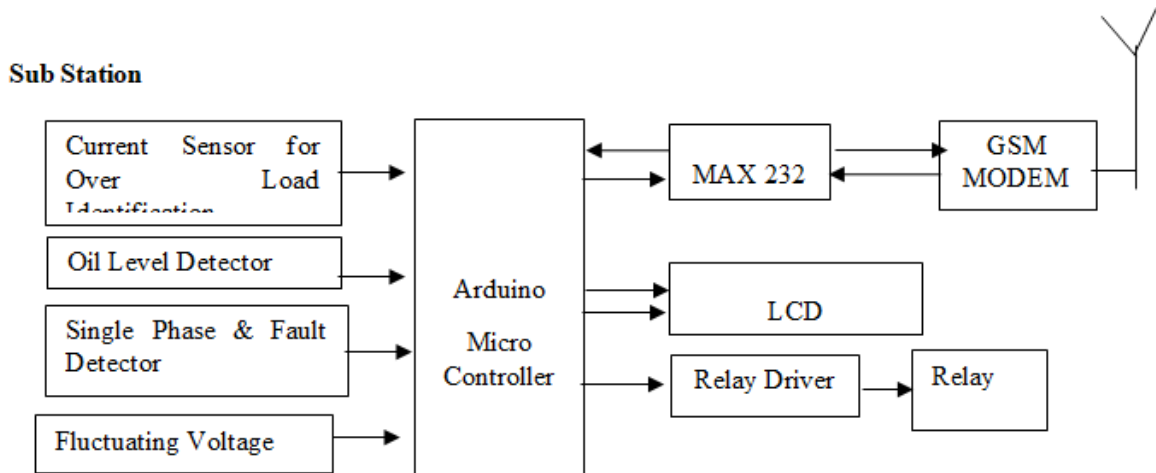 Sub Station
Current Sensor for
Over Load
Identification
Oil Level Detector
Single Phase & Fault
Detector
Fluctuating Voltage
Arduino
Micro
Controller
MAX 232
GSM
MODEM
LCD
Relay Driver
Relay